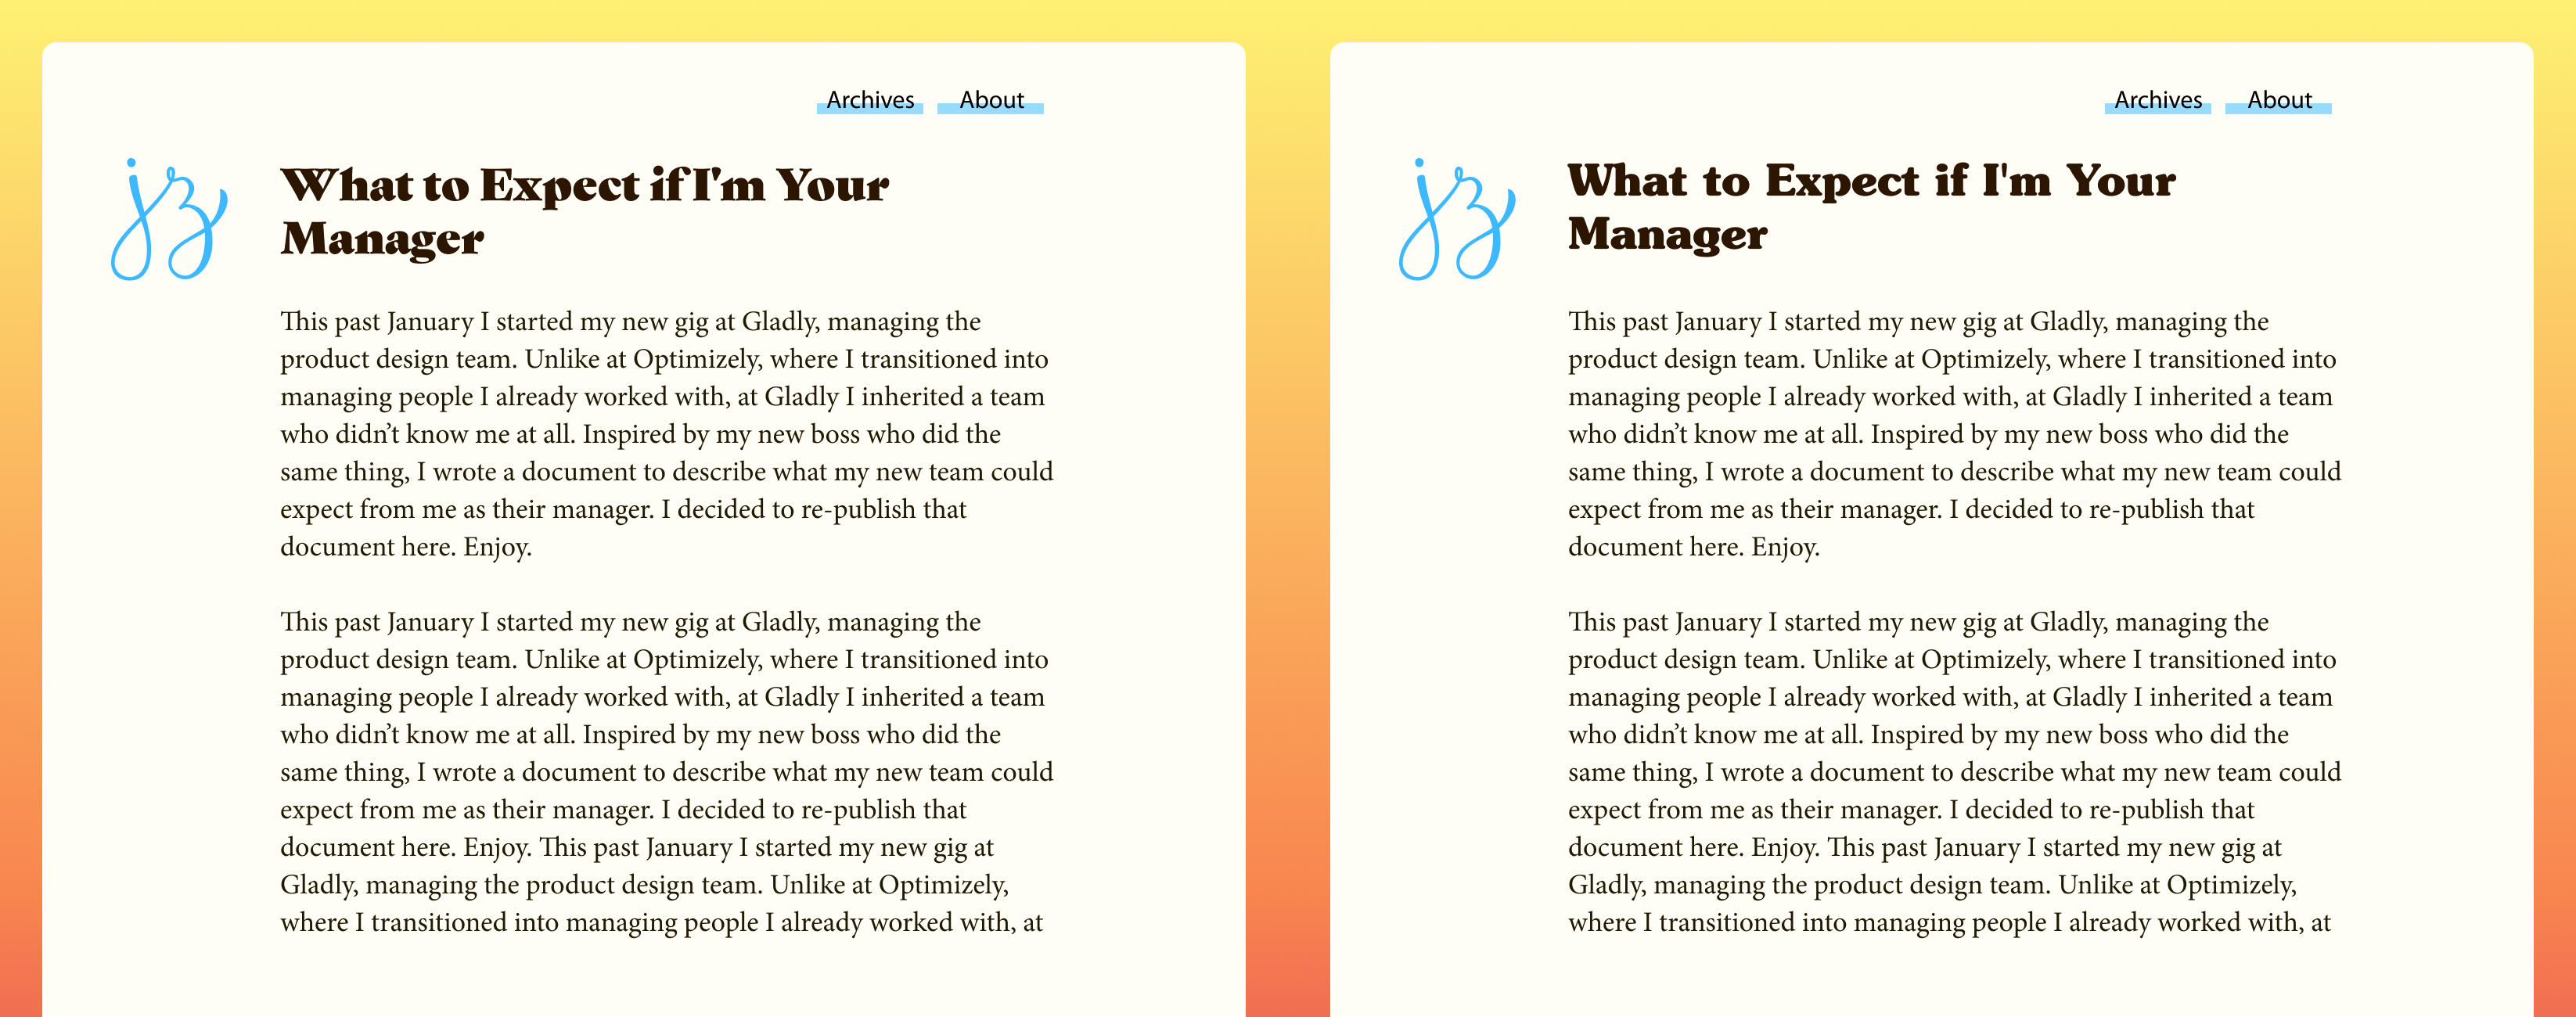 Archives About
jz
What to Expect if I'm Your
Manager
This past January I started my new gig at Gladly, managing the
product design team. Unlike at Optimizely, where I transitioned into
managing people I already worked with, at Gladly I inherited a team
who didn’t know me at all. Inspired by my new boss who did the
same thing, I wrote a document to describe what my new team could
expect from me as their manager. I decided to re-publish that
document here. Enjoy.
This past January I started my new gig at Gladly, managing the
product design team. Unlike at Optimizely, where I transitioned into
managing people I already worked with, at Gladly I inherited a team
who didn’t know me at all. Inspired by my new boss who did the
same thing, I wrote a document to describe what my new team could
expect from me as their manager. I decided to re-publish that
document here. Enjoy. This past January I started my new gig at
Gladly, managing the product design team. Unlike at Optimizely,
where I transitioned into managing people I already worked with, at
Archives About
jz
What to Expect if I'm Your
Manager
This past January I started my new gig at Gladly, managing the
product design team. Unlike at Optimizely, where I transitioned into
managing people I already worked with, at Gladly I inherited a team
who didn’t know me at all. Inspired by my new boss who did the
same thing, I wrote a document to describe what my new team could
expect from me as their manager. I decided to re-publish that
document here. Enjoy.
This past January I started my new gig at Gladly, managing the
product design team. Unlike at Optimizely, where I transitioned into
managing people I already worked with, at Gladly I inherited a team
who didn’t know me at all. Inspired by my new boss who did the
same thing, I wrote a document to describe what my new team could
expect from me as their manager. I decided to re-publish that
document here. Enjoy. This past January I started my new gig at
Gladly, managing the product design team. Unlike at Optimizely,
where I transitioned into managing people I already worked with, at